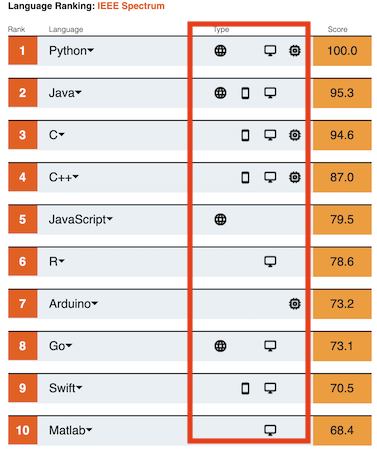 Language Ranking: IEEE Spectrum
Rank Language Type Score
1 Python 100.0
2 Java 95.3
3 C 94.6
4 C++ 87.0
5 JavaScript 79.5
6 R 78.6
7 Arduino 73.2
8 Go 73.1
9 Swift 70.5
10 Matlab 68.4